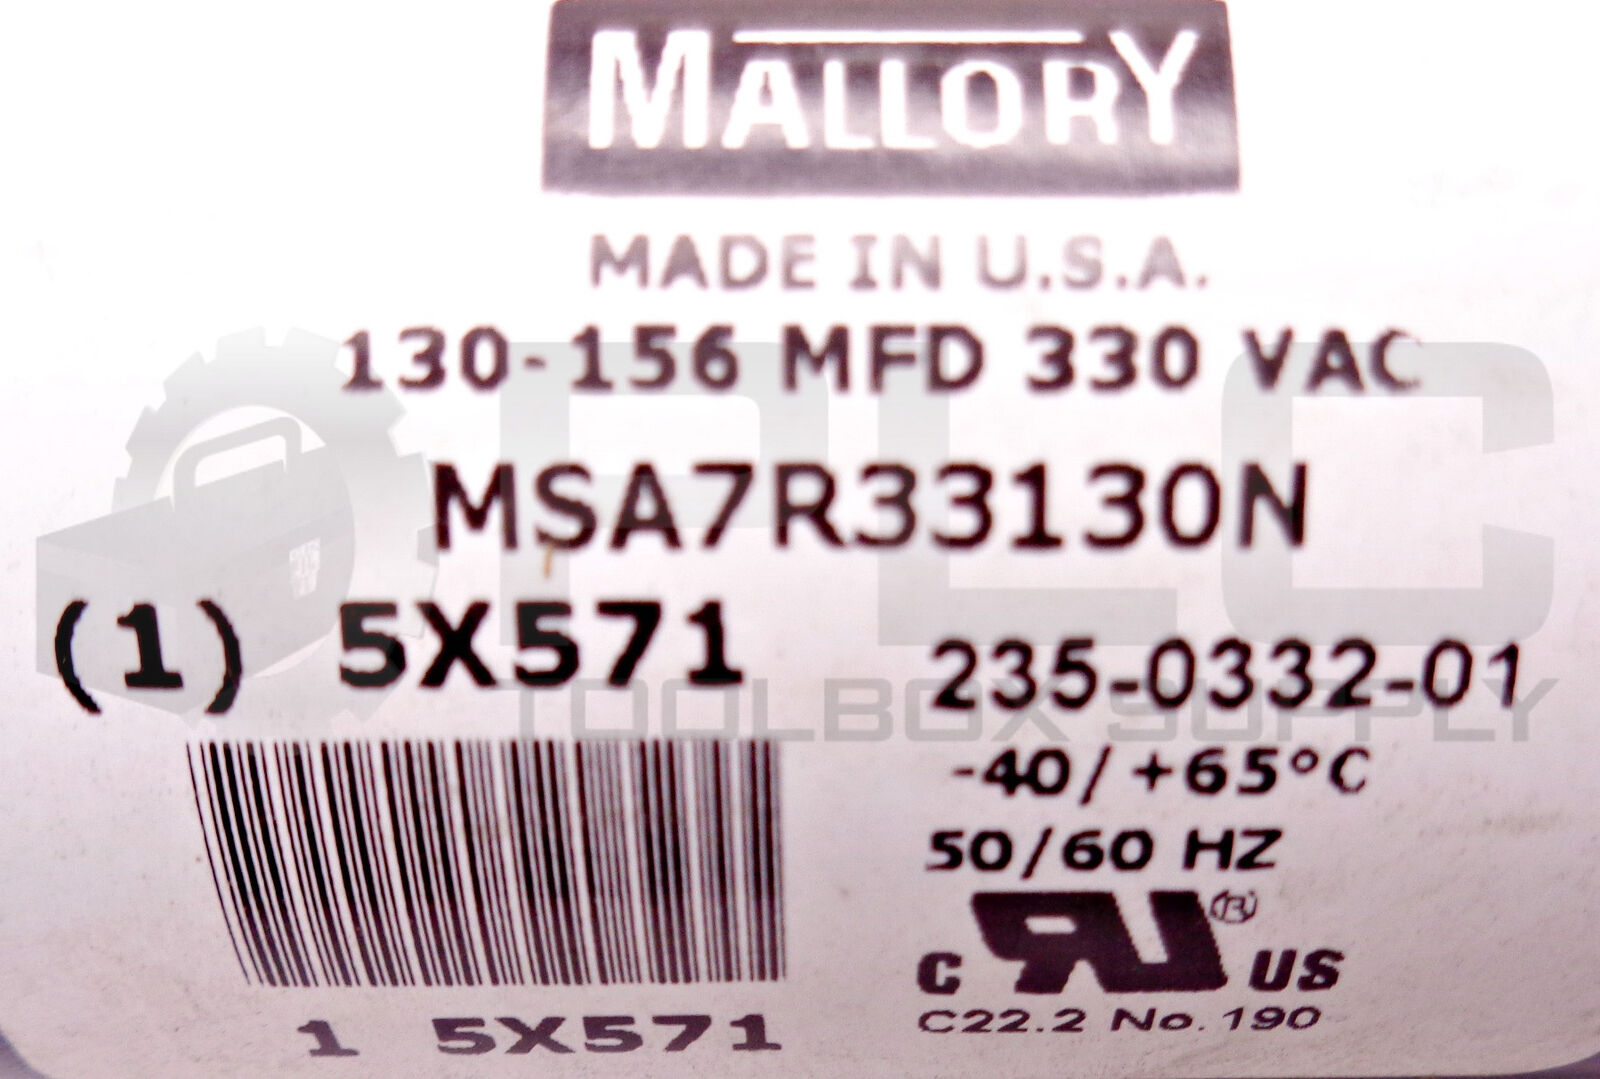 MALLORY
MADE IN U.S.A.
130-156 MFD 330 VAC
MSA7R33130N
(1) 5X571
235-0332-01
-40/+65°C
50/60 HZ
C UR ® US
C22.2 No. 190
1 5X571
PLC
TOOLBOX SUPPLY